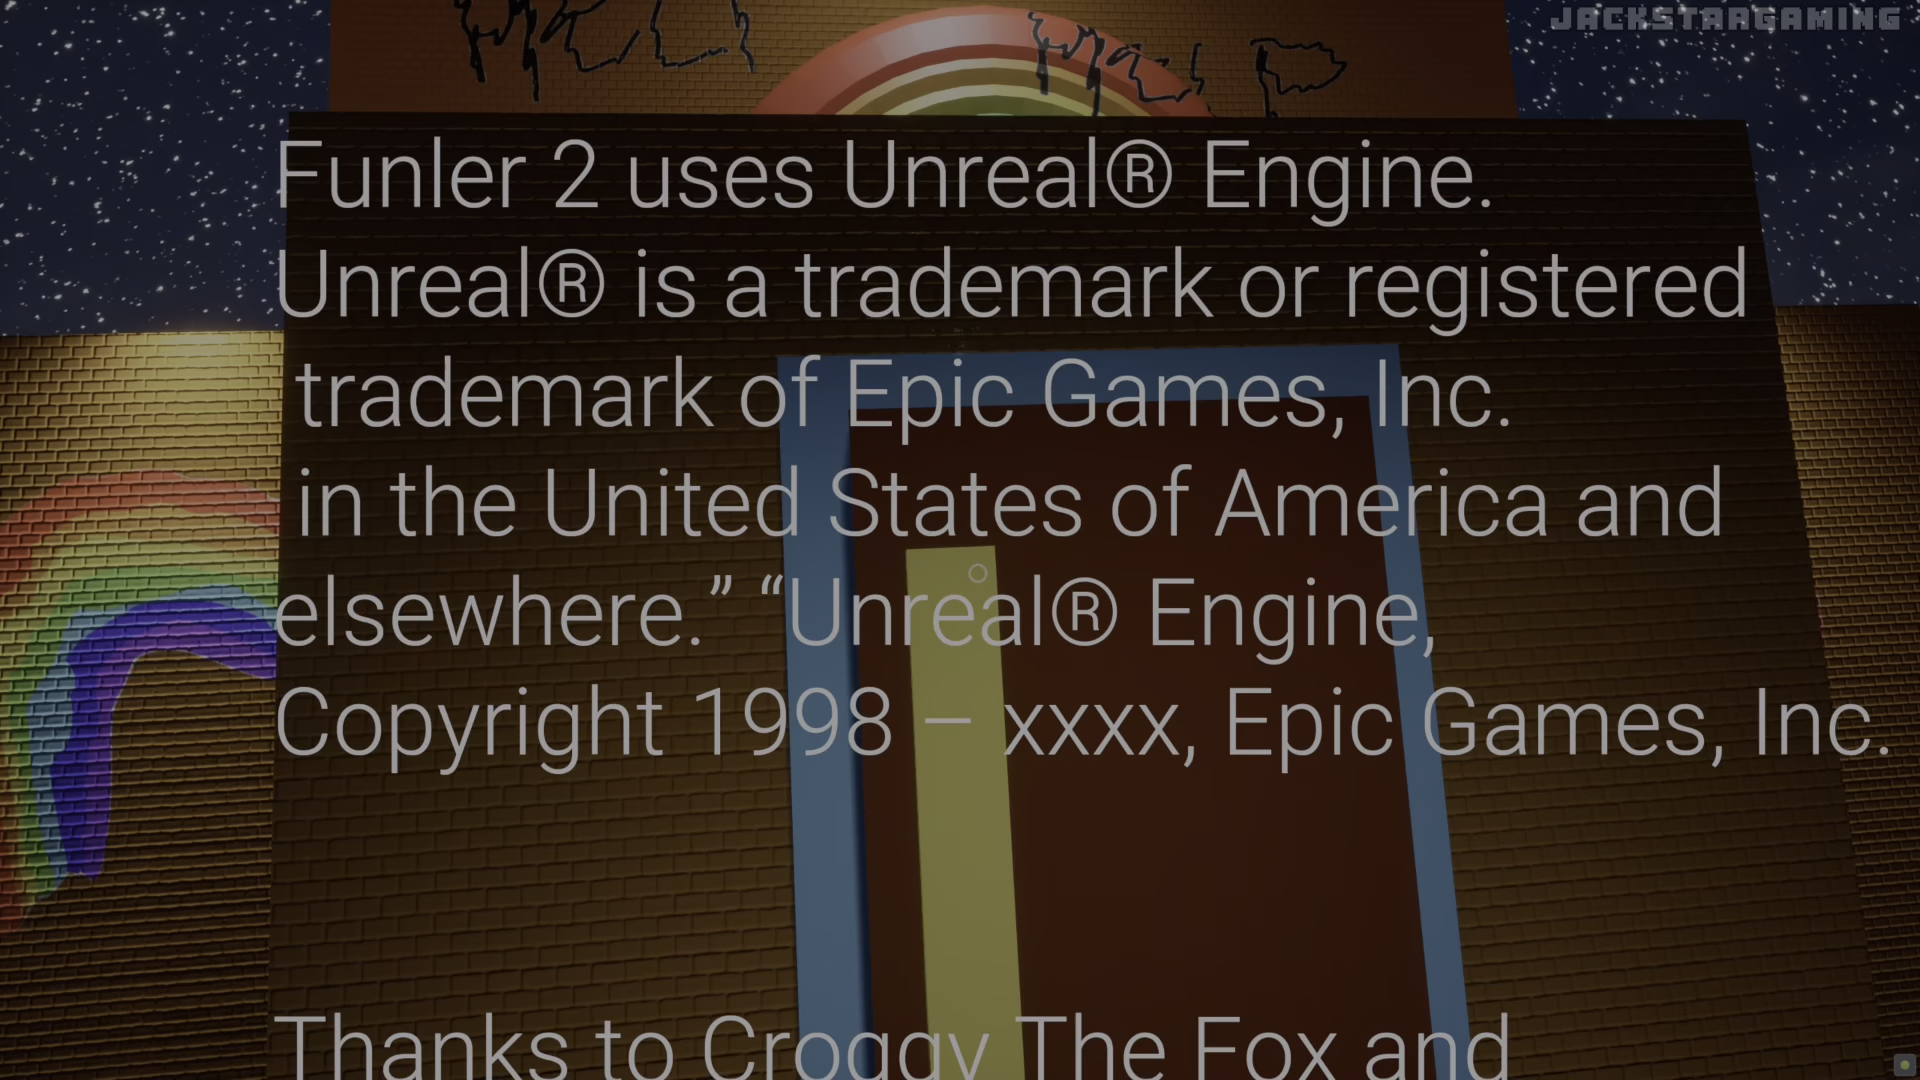 JACKSTARGAMING
Funler 2 uses Unreal® Engine.
Unreal® is a trademark or registered
trademark of Epic Games, Inc.
in the United States of America and
elsewhere.” “Unreal® Engine,
Copyright 1998 – xxxx, Epic Games, Inc.
Thanks to Croggy The Fox and